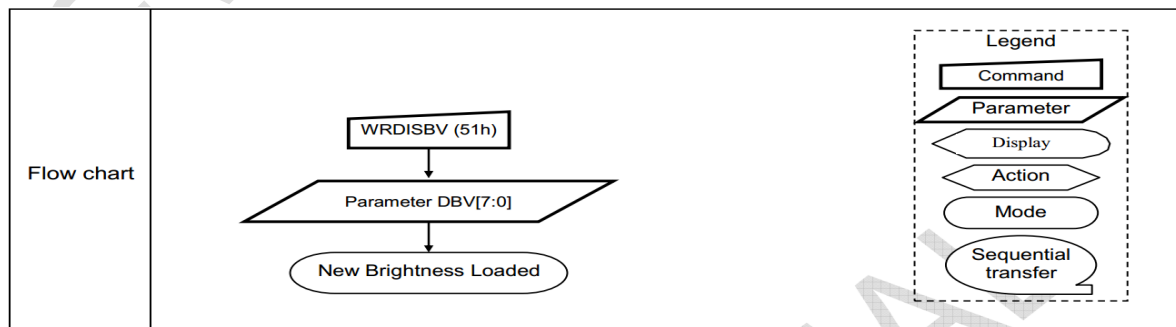 Flow chart
WRDISBV (51h)
Parameter DBV[7:0]
New Brightness Loaded
Legend
Command
Parameter
Display
Action
Mode
Sequential
transfer